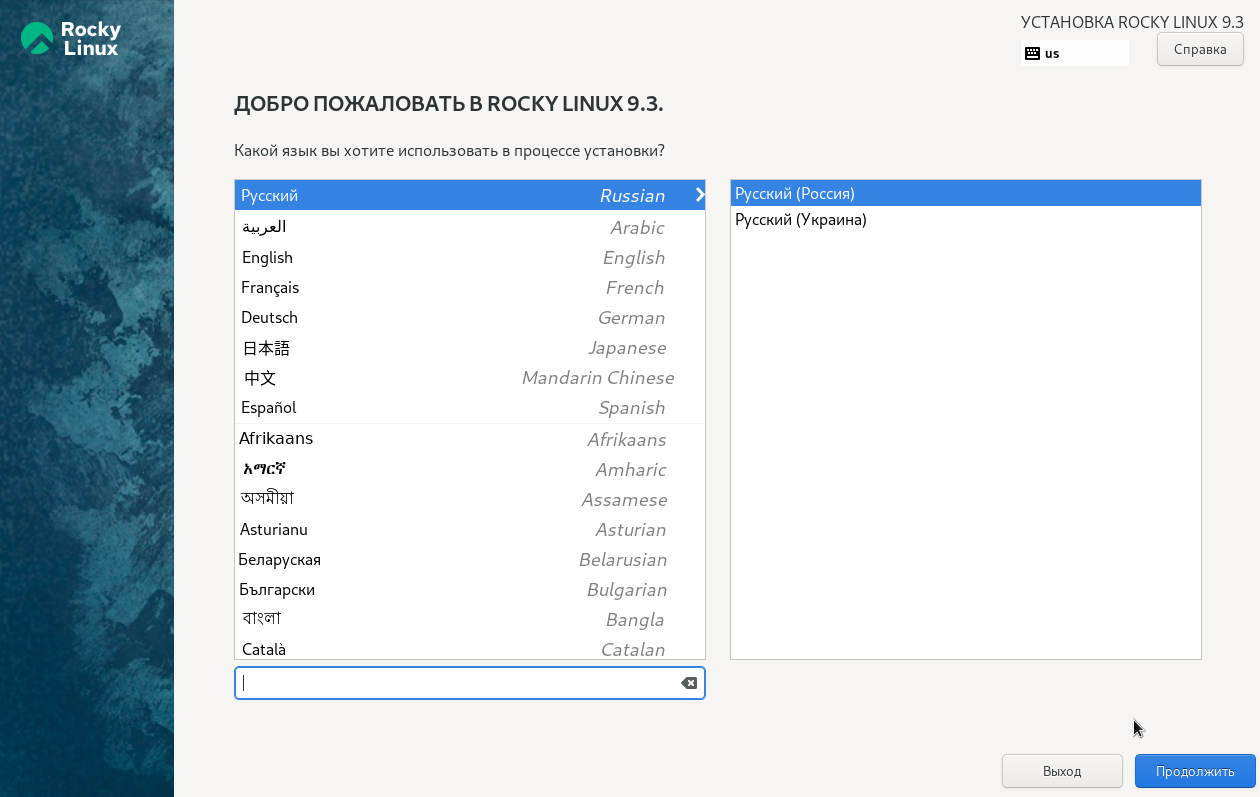 Rocky
Linux
УСТАНОВКА ROCKY LINUX 9.3
us
Справка
ДОБРО ПОЖАЛОВАТЬ В ROCKY LINUX 9.3.
Какой язык вы хотите использовать в процессе установки?
Русский Russian
العربية Arabic
English English
Français French
Deutsch German
日本語 Japanese
中文 Mandarin Chinese
Español Spanish
Afrikaans Afrikaans
አማርኛ Amharic
অসমীয়া Assamese
Asturianu Asturian
Беларуская Belarusian
Български Bulgarian
বাংলা Bangla
Català Catalan
Русский (Россия)
Русский (Украина)
Выход
Продолжить